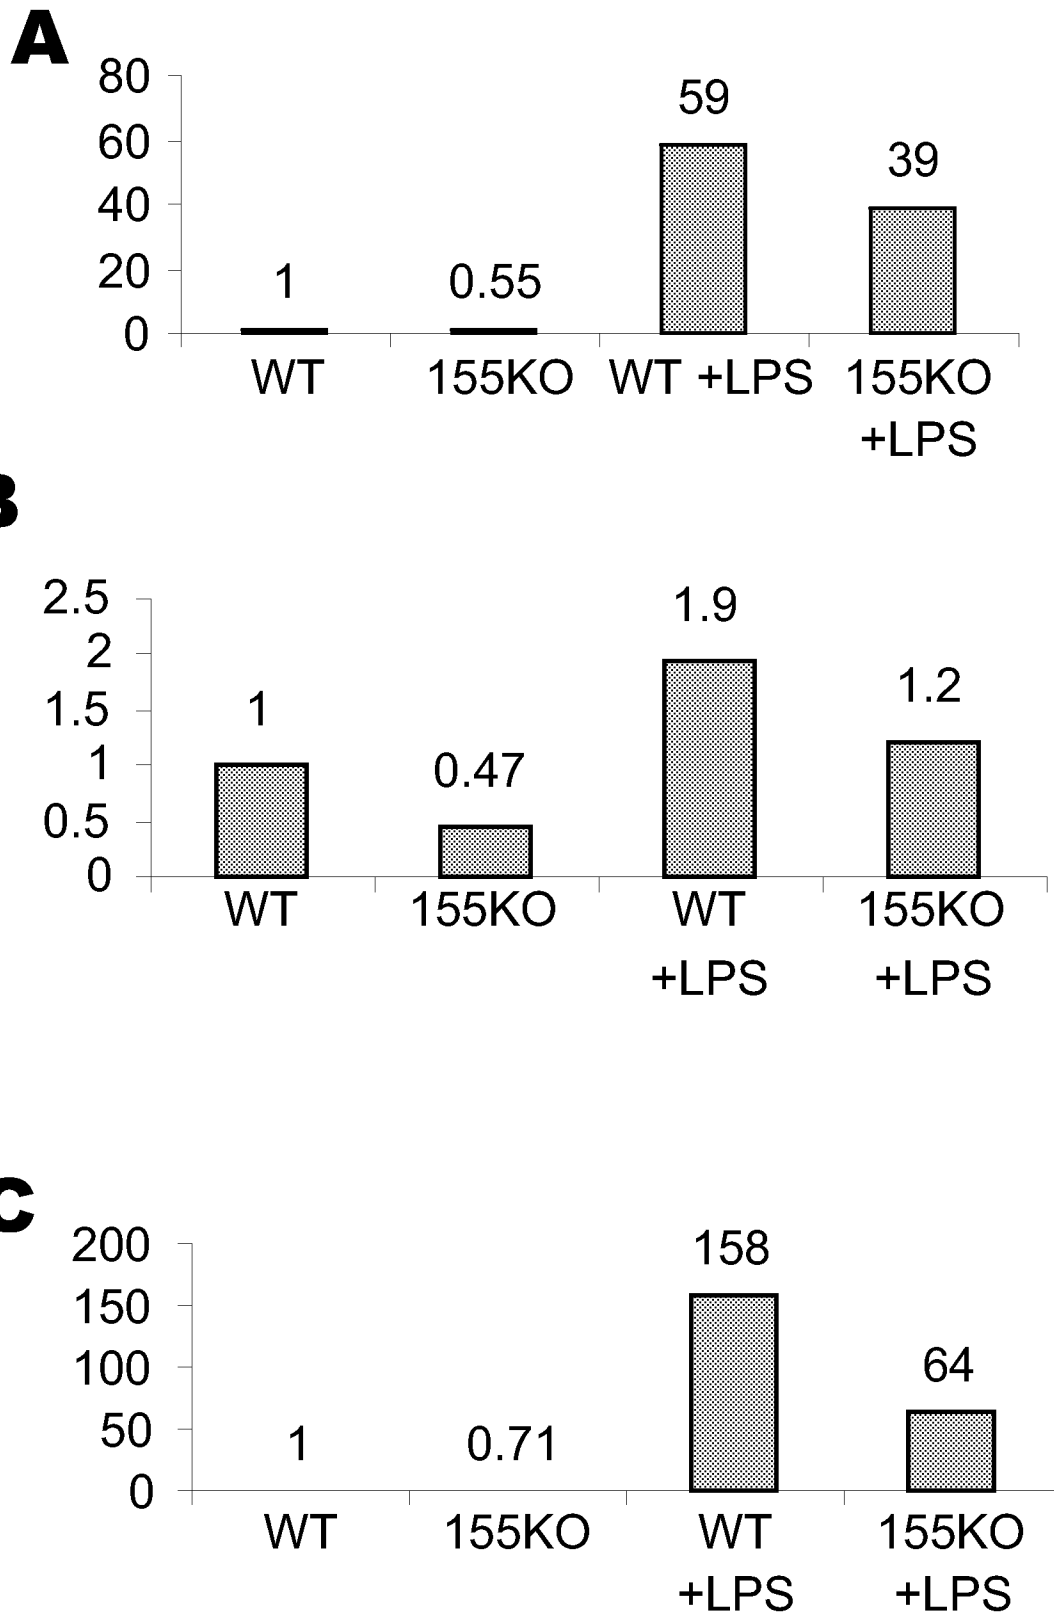 A
80
60
40
20
0
1
0.55
59
39
WT
155KO
WT +LPS
155KO
+LPS
B
2.5
2
1.5
1
0.5
0
1
0.47
1.9
1.2
WT
155KO
WT
+LPS
155KO
+LPS
C
200
150
100
50
0
1
0.71
158
64
WT
155KO
WT
+LPS
155KO
+LPS